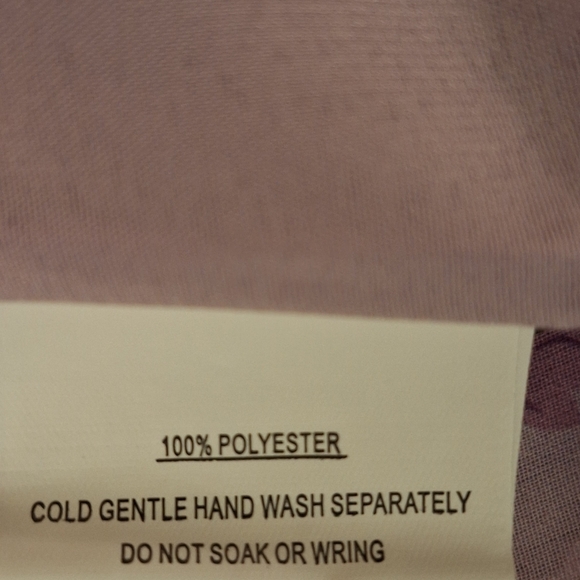 100% POLYESTER
COLD GENTLE HAND WASH SEPARATELY
DO NOT SOAK OR WRING